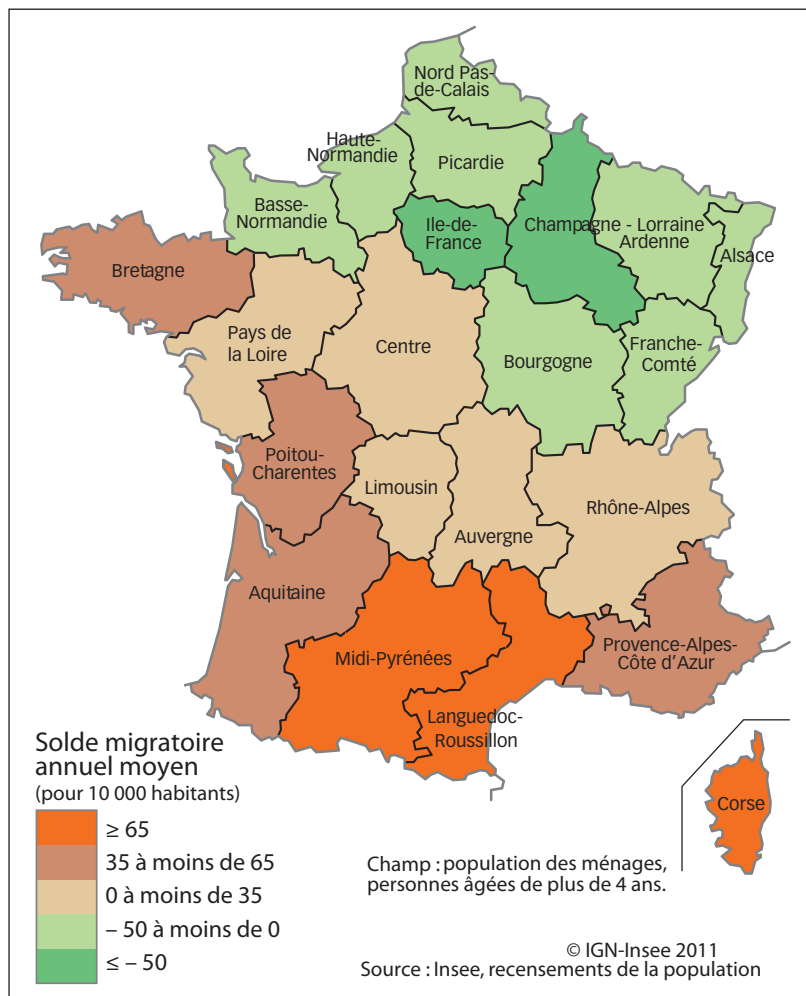 Nord Pas-
de-Calais
Haute-
Normandie
Picardie
Basse-
Normandie
Ile-de-
France
Champagne - Lorraine
Ardenne
Alsace
Bretagne
Pays de
la Loire
Centre
Bourgogne
Franche-
Comté
Poitou-
Charentes
Limousin
Auvergne
Rhône-Alpes
Aquitaine
Midi-Pyrénées
Provence-Alpes-
Côte d'Azur
Languedoc-
Roussillon
Corse
Solde migratoire
annuel moyen
(pour 10 000 habitants)
≥ 65
35 à moins de 65
0 à moins de 35
– 50 à moins de 0
≤ – 50
Champ : population des ménages,
personnes âgées de plus de 4 ans.
© IGN-Insee 2011
Source : Insee, recensements de la population